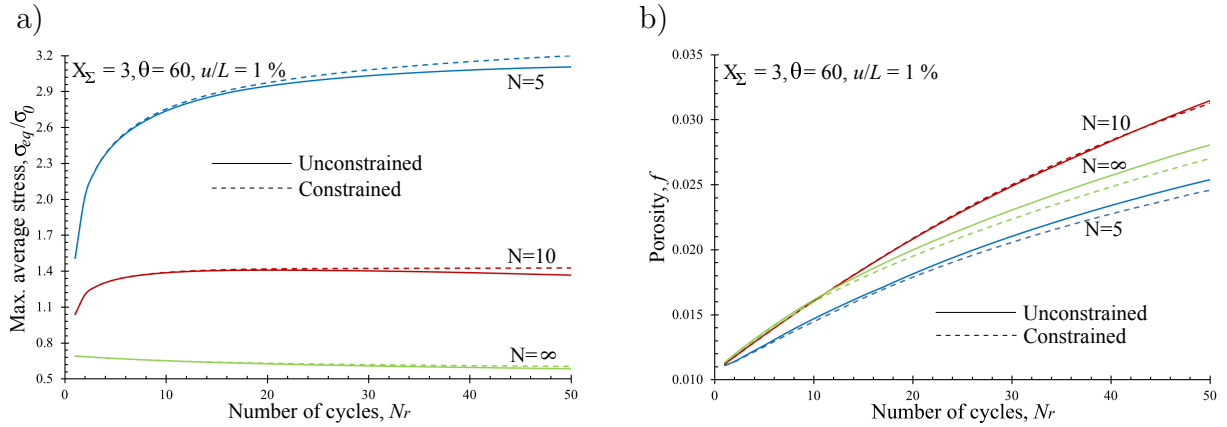 a)
X_Σ = 3, θ = 60, u/L = 1 %
3.2
2.9
2.6
2.3
2.0
1.7
1.4
1.1
0.8
0.5
Max. average stress, σ_eq/σ_0
N=5
Unconstrained
Constrained
N=10
N=∞
0 10 20 30 40 50
Number of cycles, Nr
b)
X_Σ = 3, θ = 60, u/L = 1 %
0.035
0.030
0.025
0.020
0.015
0.010
Porosity, f
N=10
N=∞
N=5
Unconstrained
Constrained
0 10 20 30 40 50
Number of cycles, Nr